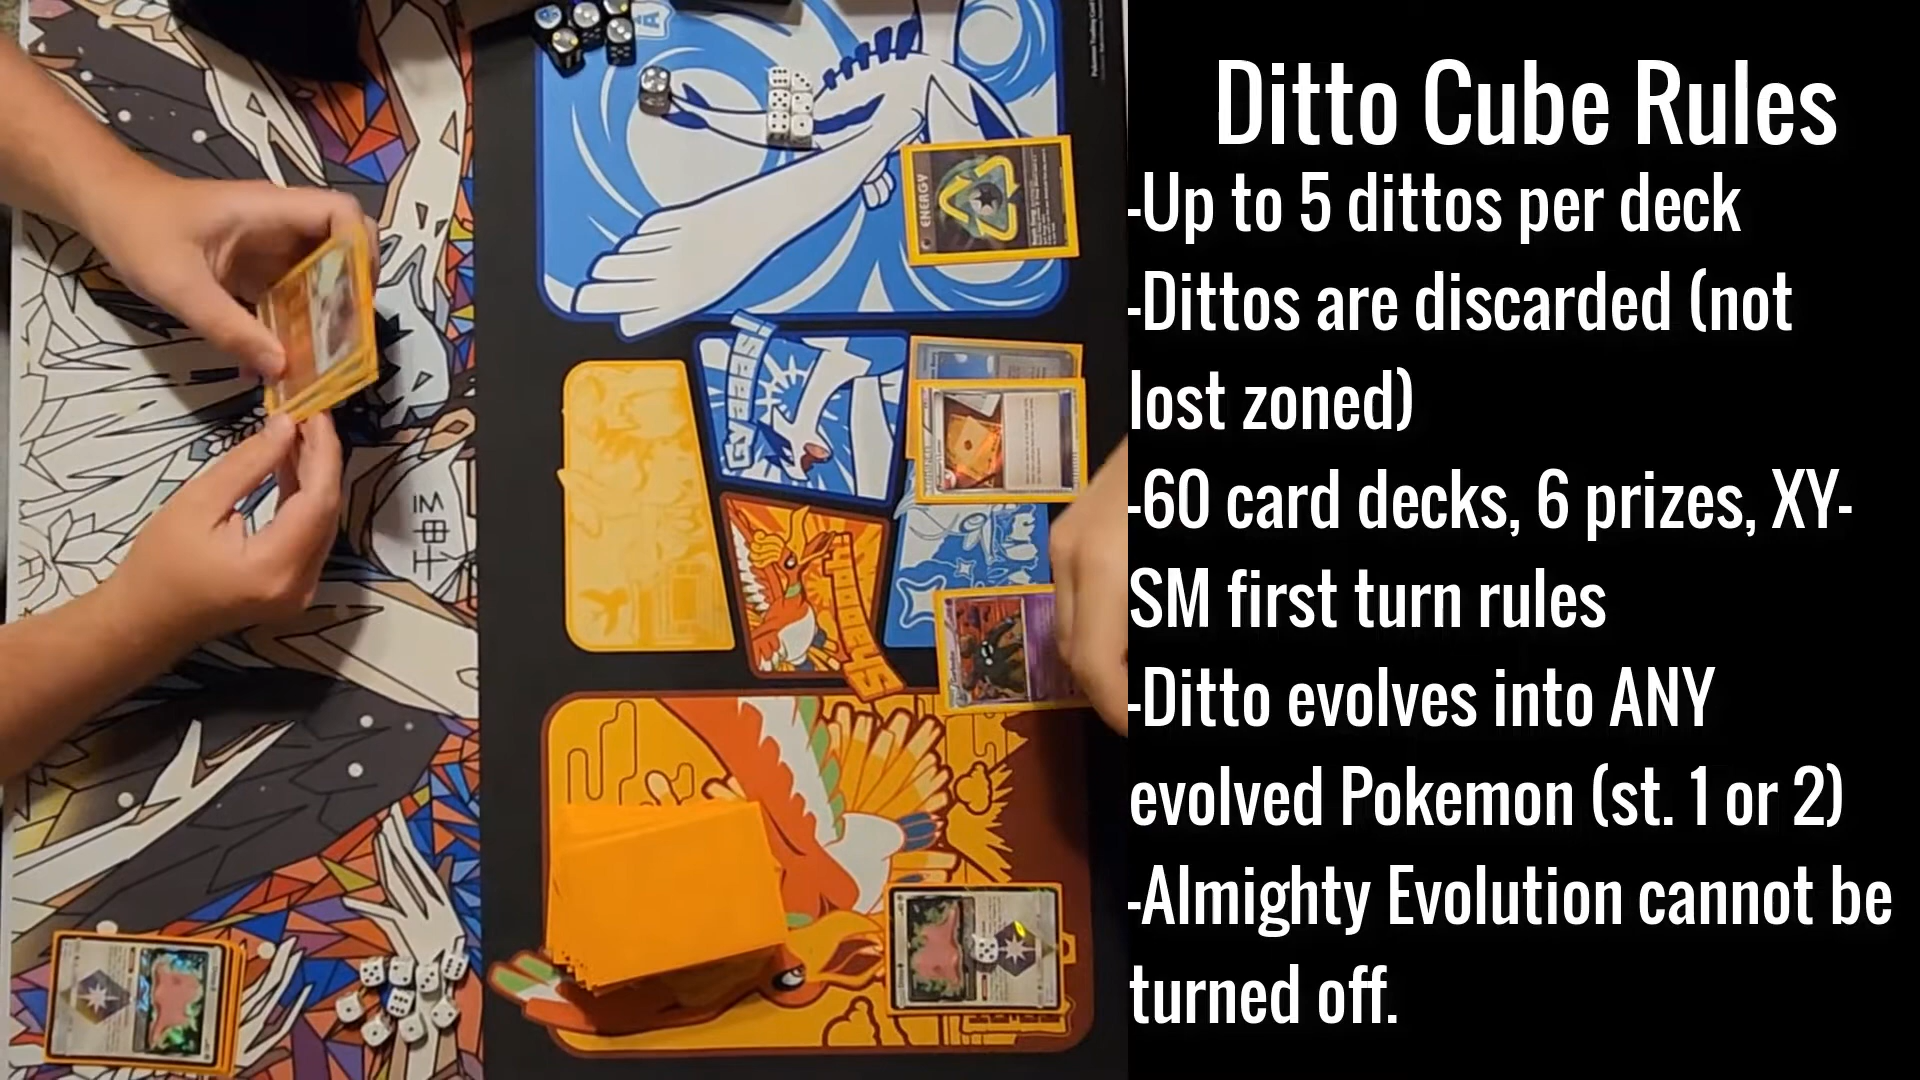 Ditto Cube Rules
-Up to 5 dittos per deck
-Dittos are discarded (not
lost zoned)
-60 card decks, 6 prizes, XY-
SM first turn rules
-Ditto evolves into ANY
evolved Pokemon (st. 1 or 2)
-Almighty Evolution cannot be
turned off.
ENERGY
IM